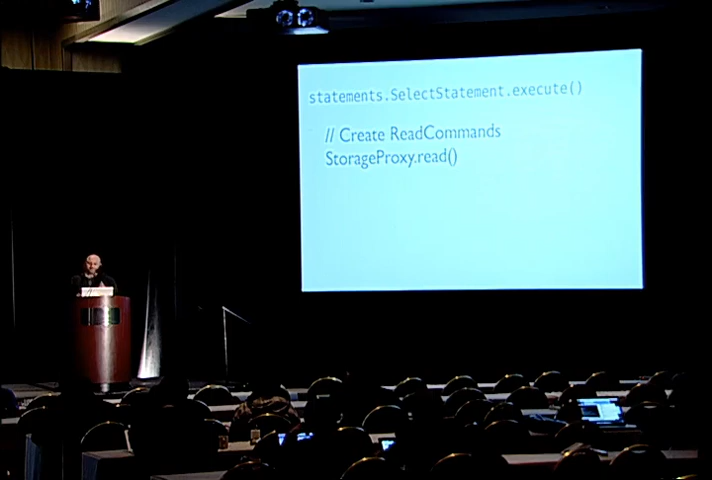 statements.SelectStatement.execute()
// Create ReadCommands
StorageProxy.read()